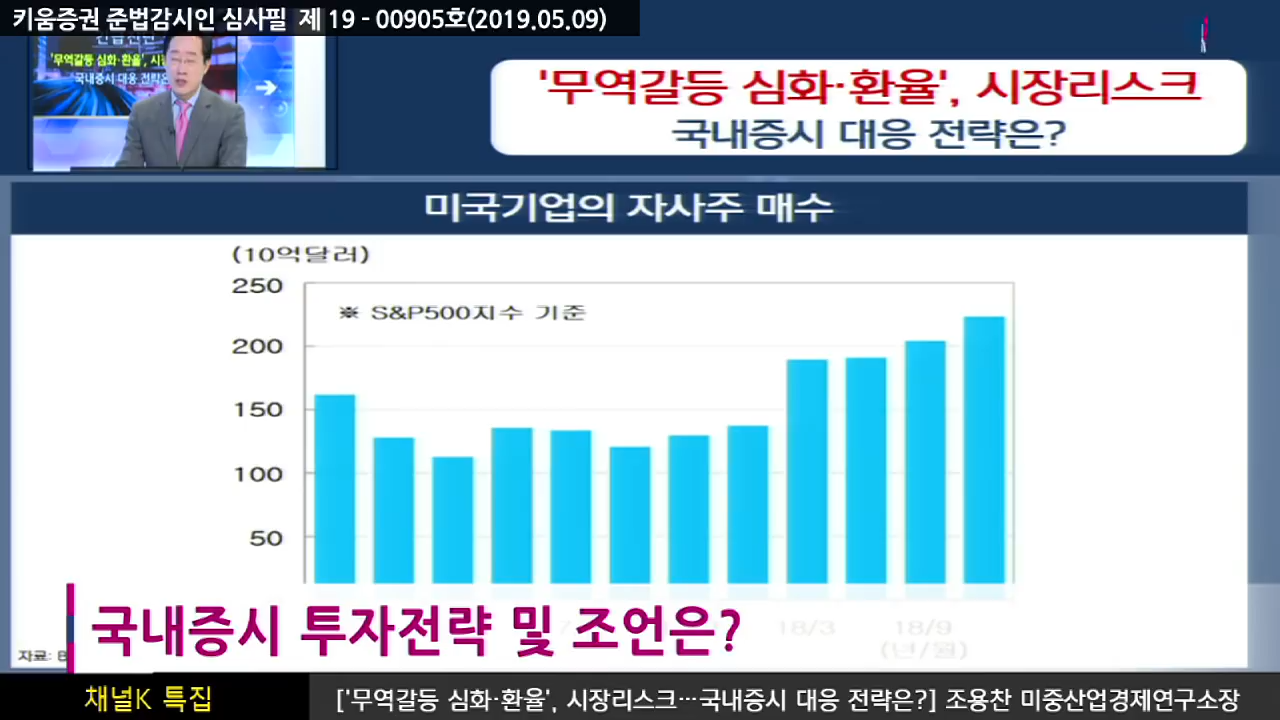 키움증권 준법감시인 심사필 제 19 - 00905호(2019.05.09)
'무역갈등 심화·환율', 시장리스크
국내증시 대응 전략은?
미국기업의 자사주 매수
(10억달러)
250
※ S&P500지수 기준
200
150
100
50
18/3 18/9
(년/월)
국내증시 투자전략 및 조언은?
자료: B
채널K 특집
['무역갈등 심화·환율', 시장리스크···국내증시 대응 전략은?] 조용찬 미중산업경제연구소장